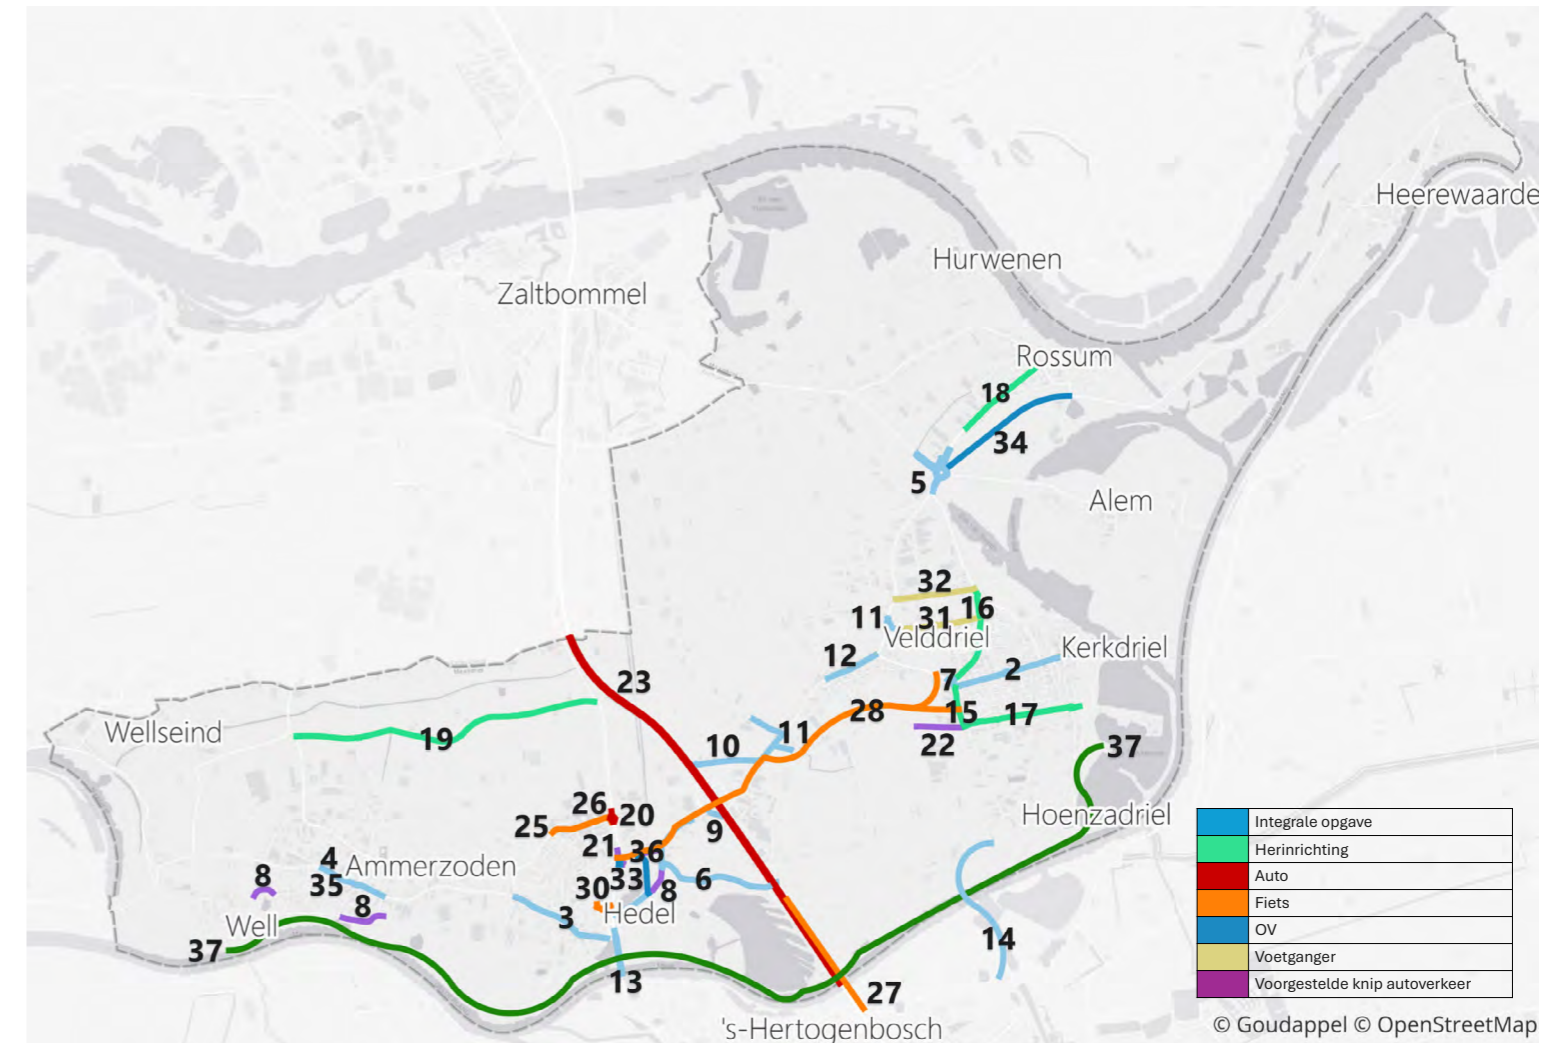 Heerewaarde
Hurwenen
Zaltbommel
Rossum
18
34
5
Alem
32
16
11
31
Velddriel
Kerkdriel
12
2
7
23
28
15
17
Wellseind
19
10
11
22
37
26
20
Hoenzadriel
25
9
21
36
4
Ammerzoden
35
33
6
8
30
8
8
Hedel
Well
3
37
14
13
27
's-Hertogenbosch
Integrale opgave
Herinrichting
Auto
Fiets
OV
Voetganger
Voorgestelde knip autoverkeer
© Goudappel © OpenStreetMap